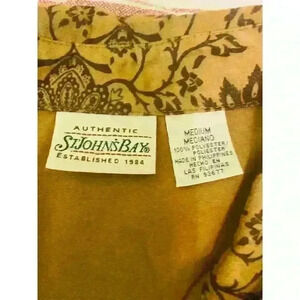 AUTHENTIC
ST.JOHN'S BAY®
ESTABLISHED 1984
MEDIUM
MEDIANO
100% POLYESTER/
POLIESTER
MADE IN PHILIPPINES
HECHO EN
LAS FILIPINAS
RN 93677